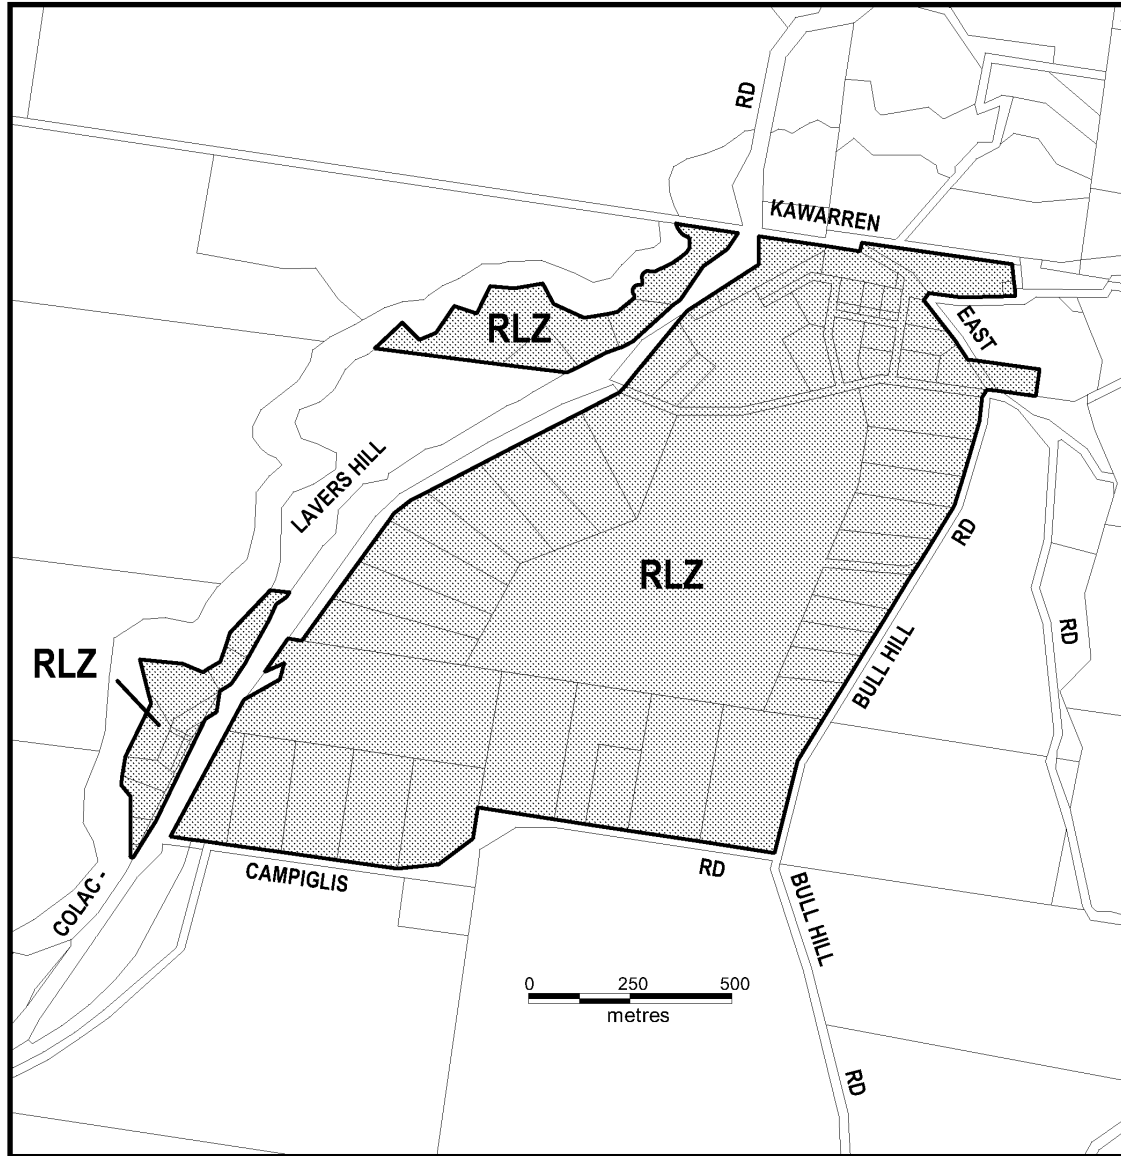 RD
KAWARREN
EAST
RLZ
LAVERS HILL
RD
RLZ
RD
RLZ
BULL HILL
CAMPIGLIS
RD
COLAC -
BULL HILL
0 250 500
metres
RD